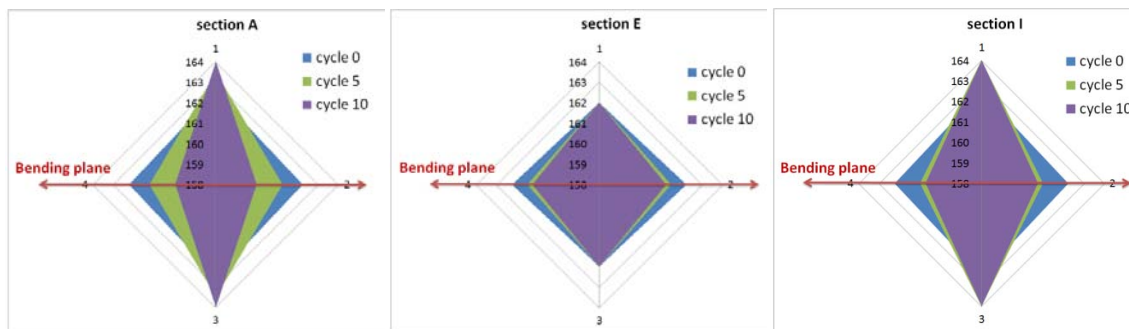 section A
1
164
163
162
161
160
159
158
cycle 0
cycle 5
cycle 10
Bending plane
4
2
3
section E
1
164
163
162
161
160
159
158
cycle 0
cycle 5
cycle 10
Bending plane
4
2
3
section I
1
164
163
162
161
160
159
158
cycle 0
cycle 5
cycle 10
Bending plane
4
2
3